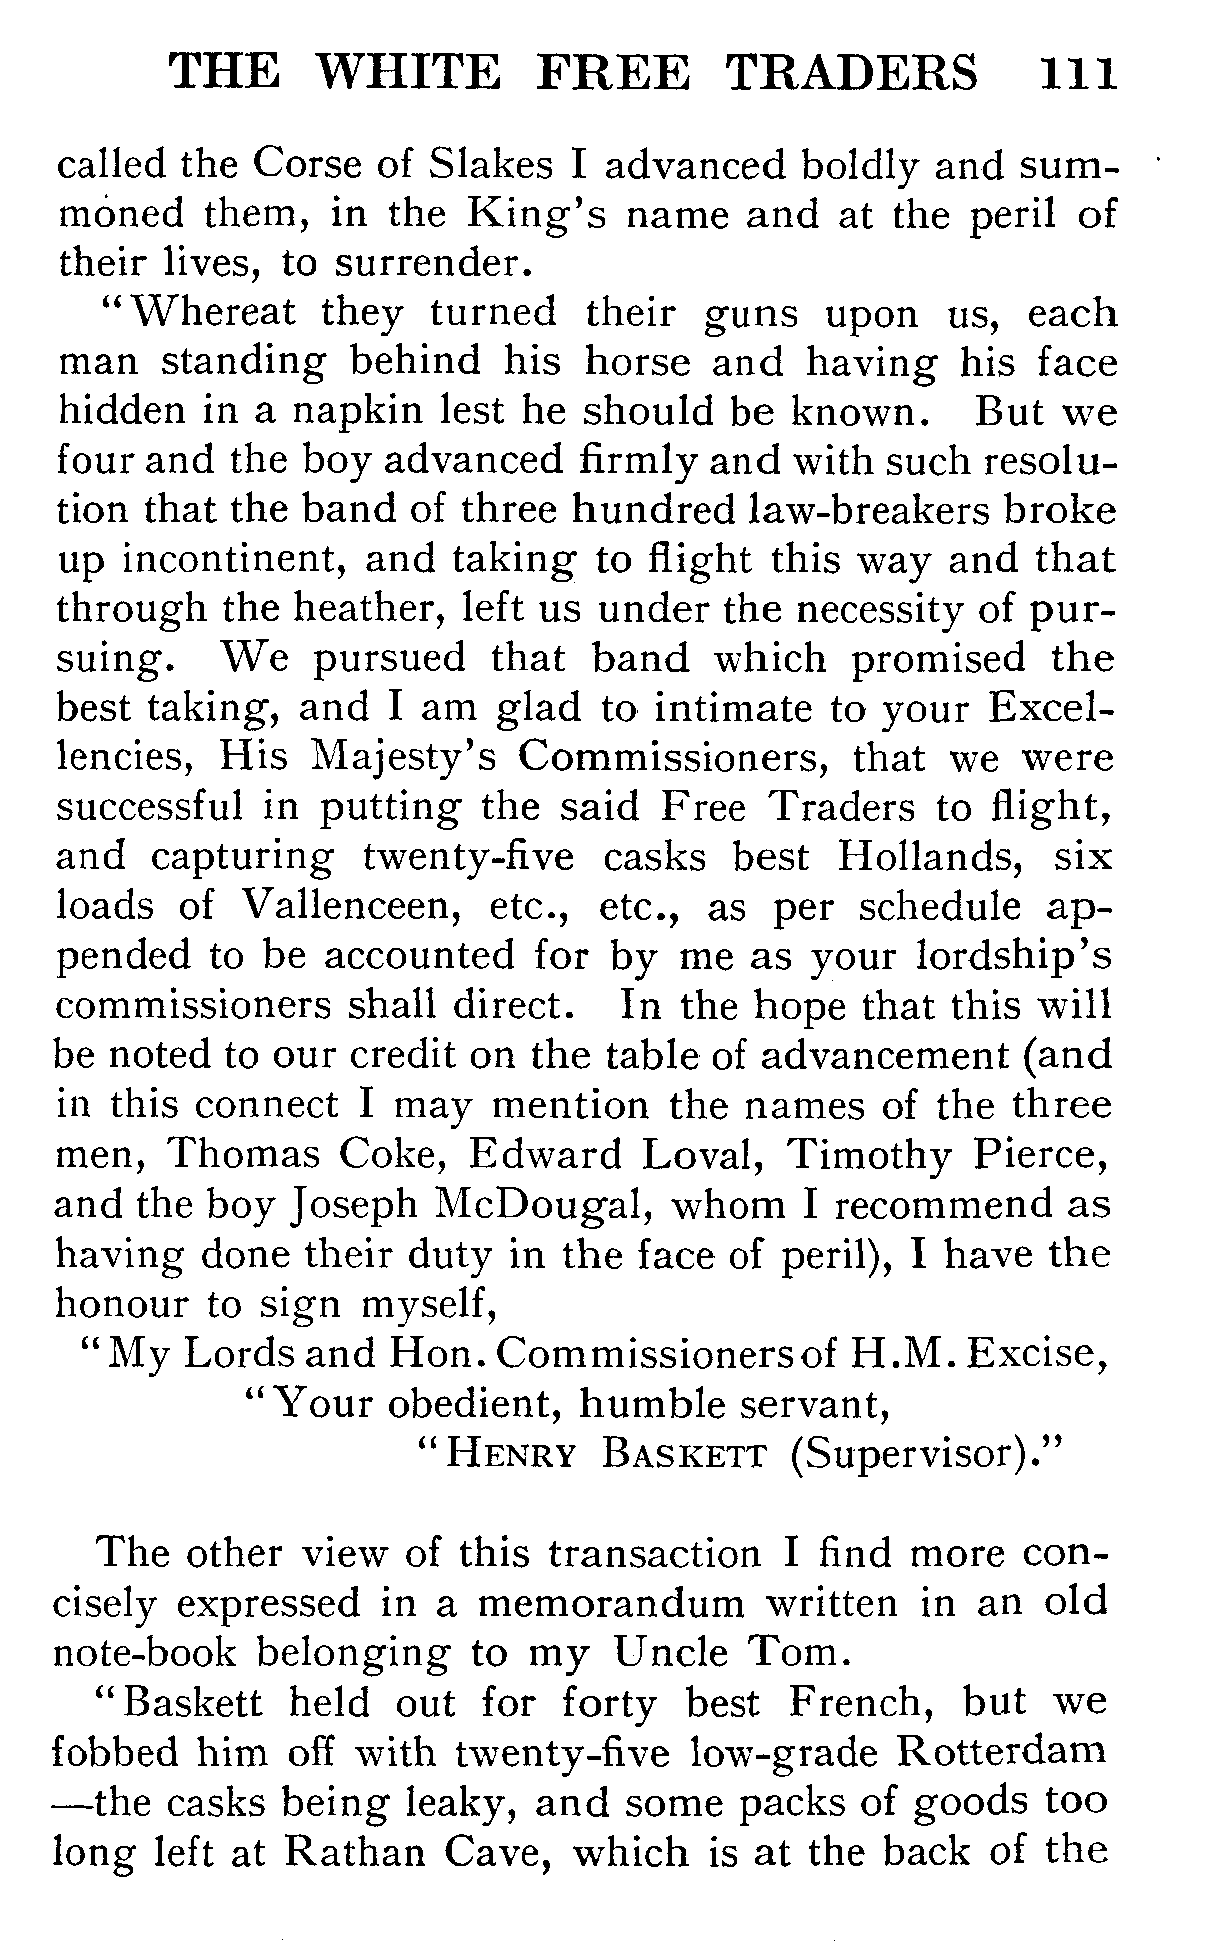 THE WHITE FREE TRADERS 111
called the Corse of Slakes I advanced boldly and sum-
moned them, in the King's name and at the peril of
their lives, to surrender.
"Whereat they turned their guns upon us, each
man standing behind his horse and having his face
hidden in a napkin lest he should be known. But we
four and the boy advanced firmly and with such resolu-
tion that the band of three hundred law-breakers broke
up incontinent, and taking to flight this way and that
through the heather, left us under the necessity of pur-
suing. We pursued that band which promised the
best taking, and I am glad to intimate to your Excel-
lencies, His Majesty's Commissioners, that we were
successful in putting the said Free Traders to flight,
and capturing twenty-five casks best Hollands, six
loads of Vallenceen, etc., etc., as per schedule ap-
pended to be accounted for by me as your lordship's
commissioners shall direct. In the hope that this will
be noted to our credit on the table of advancement (and
in this connect I may mention the names of the three
men, Thomas Coke, Edward Loval, Timothy Pierce,
and the boy Joseph McDougal, whom I recommend as
having done their duty in the face of peril), I have the
honour to sign myself,
"My Lords and Hon. Commissioners of H.M. Excise,
"Your obedient, humble servant,
"HENRY BASKETT (Supervisor)."
The other view of this transaction I find more con-
cisely expressed in a memorandum written in an old
note-book belonging to my Uncle Tom.
"Baskett held out for forty best French, but we
fobbed him off with twenty-five low-grade Rotterdam
—the casks being leaky, and some packs of goods too
long left at Rathan Cave, which is at the back of the